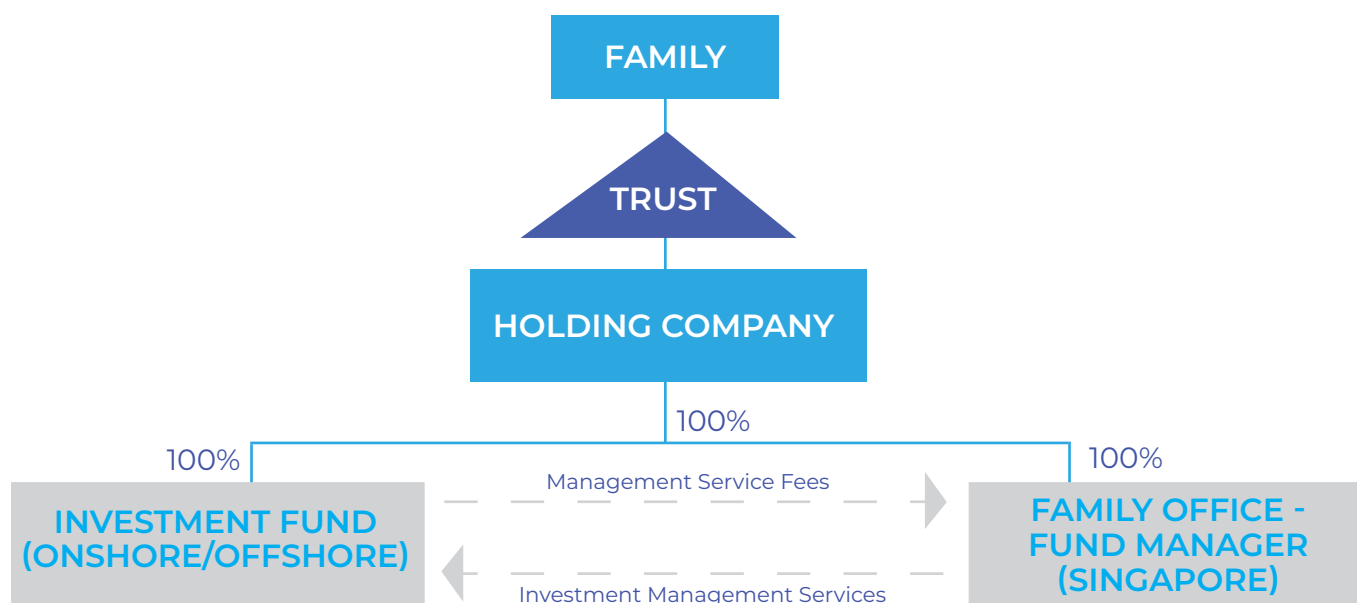 FAMILY
TRUST
HOLDING COMPANY
100%
100%
100%
Management Service Fees
INVESTMENT FUND
(ONSHORE/OFFSHORE)
FAMILY OFFICE -
FUND MANAGER
(SINGAPORE)
Investment Management Services